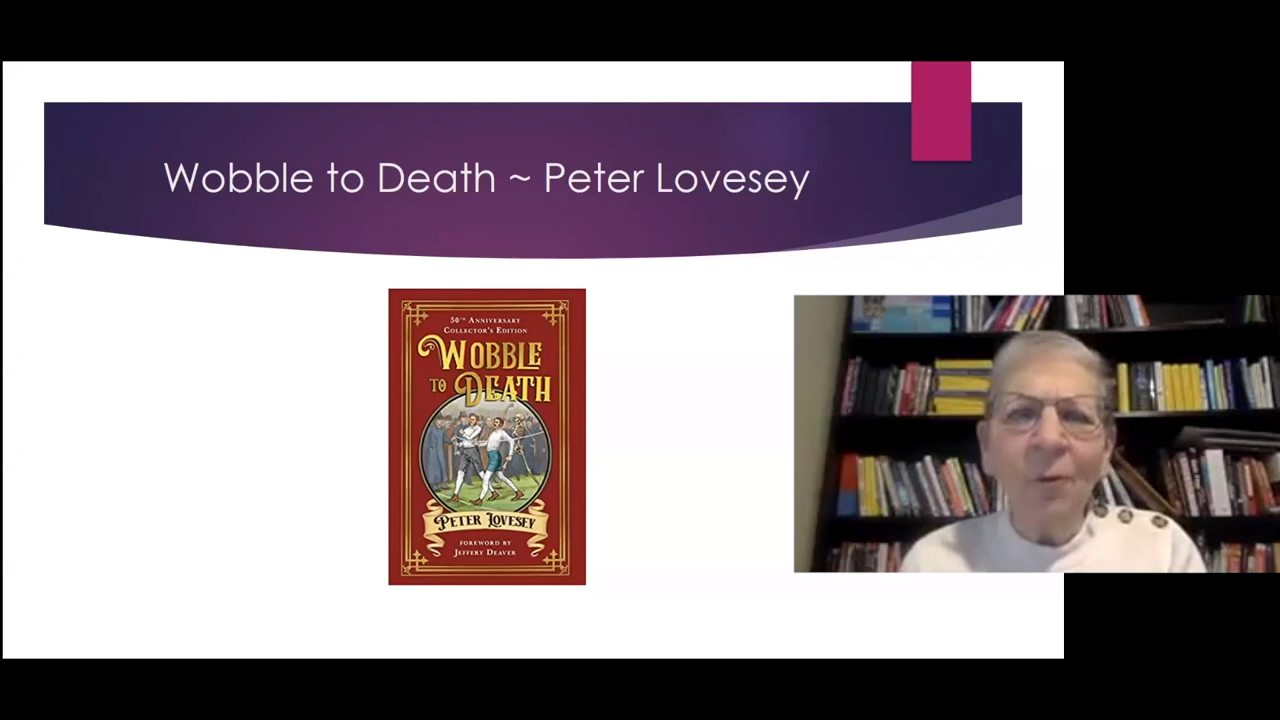 Wobble to Death ~ Peter Lovesey
50TH ANNIVERSARY
COLLECTOR'S EDITION
WOBBLE
TO DEATH
PETER LOVESEY
FOREWORD BY
JEFFERY DEAVER